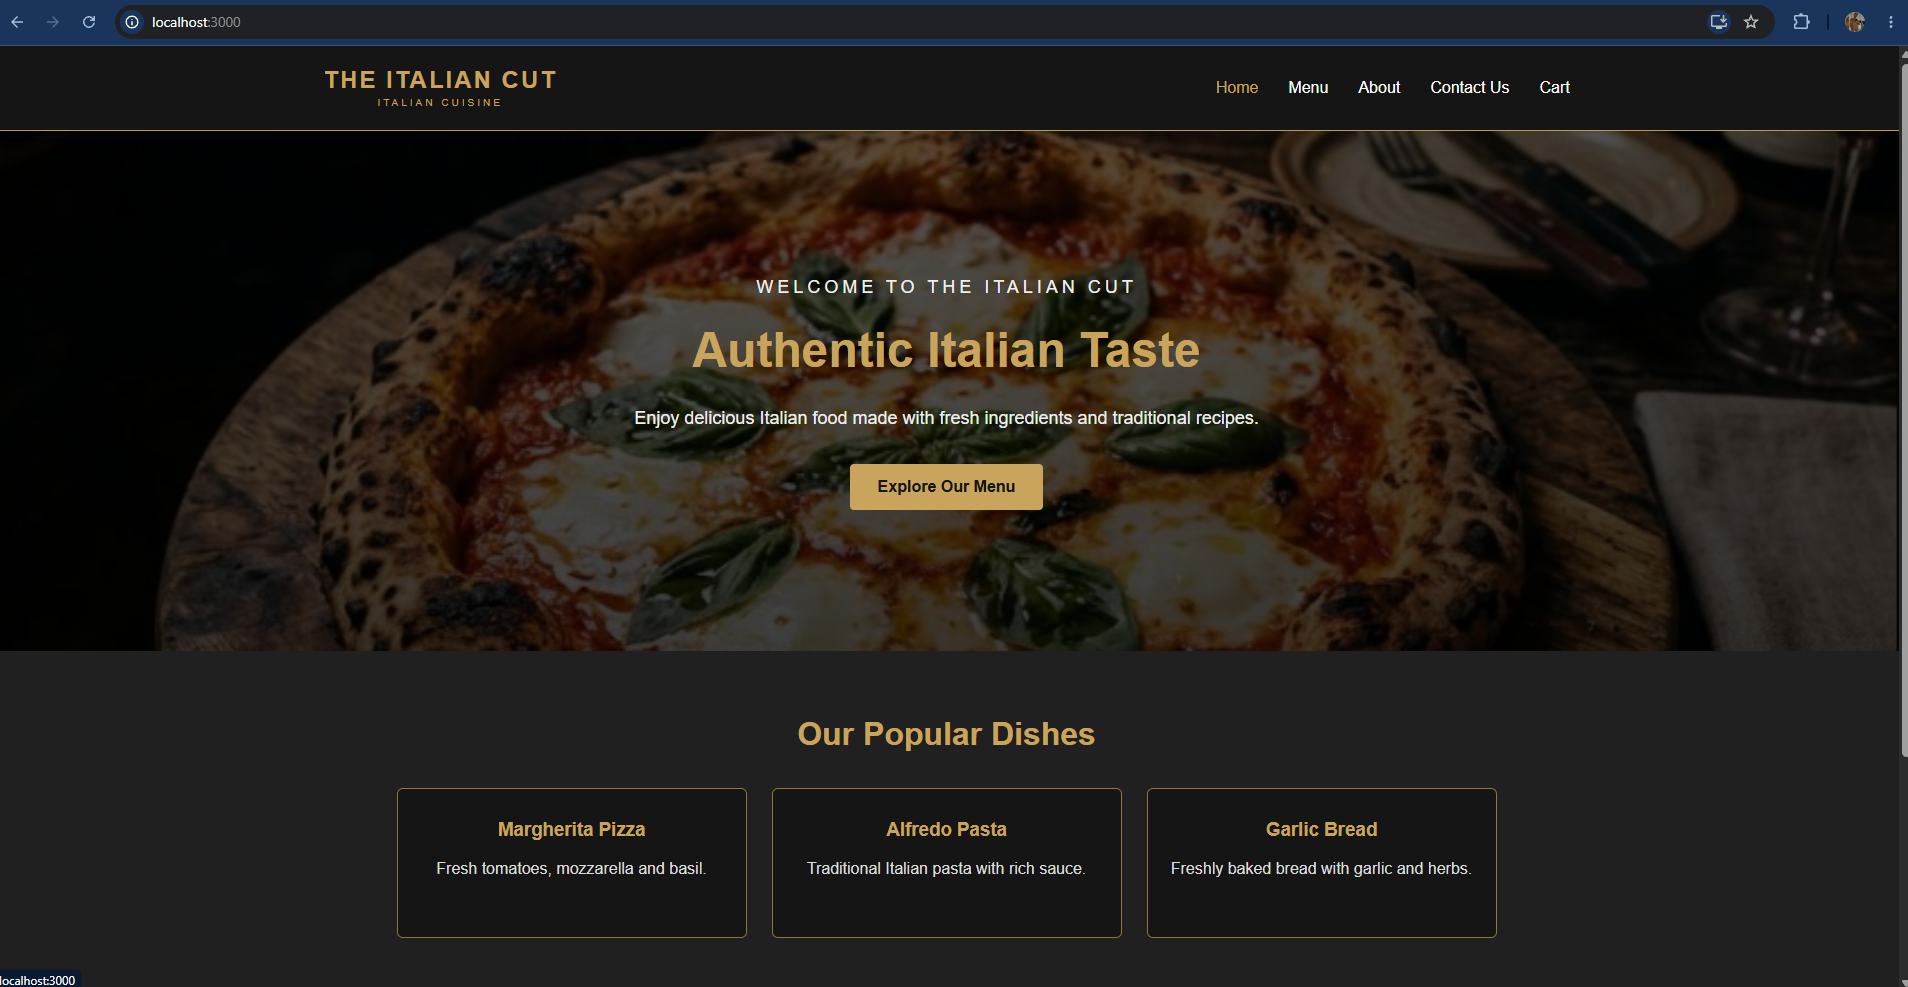 localhost:3000
THE ITALIAN CUT
ITALIAN CUISINE
Home Menu About Contact Us Cart
WELCOME TO THE ITALIAN CUT
Authentic Italian Taste
Enjoy delicious Italian food made with fresh ingredients and traditional recipes.
Explore Our Menu
Our Popular Dishes
Margherita Pizza
Fresh tomatoes, mozzarella and basil.
Alfredo Pasta
Traditional Italian pasta with rich sauce.
Garlic Bread
Freshly baked bread with garlic and herbs.
localhost:3000